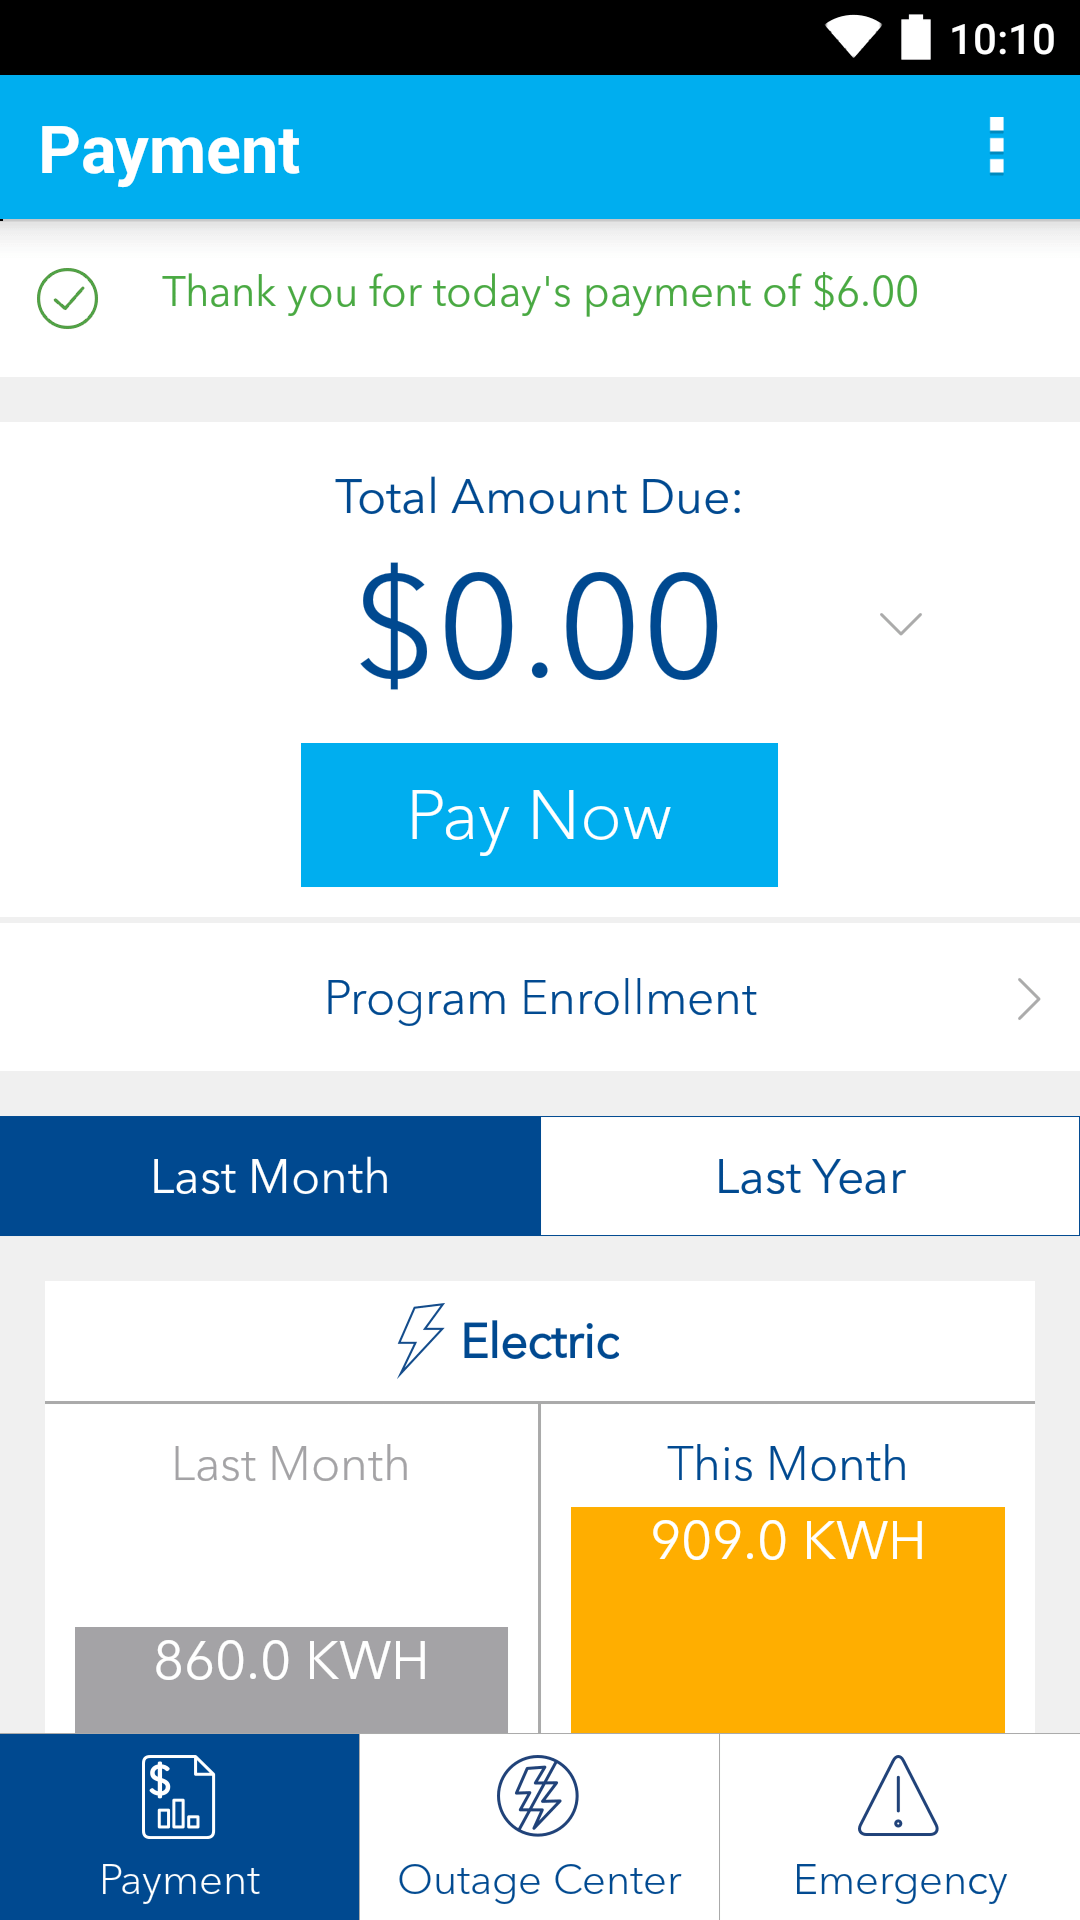 10:10
Payment
Thank you for today's payment of $6.00
Total Amount Due:
$0.00
Pay Now
Program Enrollment
Last Month
Last Year
Electric
Last Month
This Month
909.0 KWH
860.0 KWH
Payment
Outage Center
Emergency